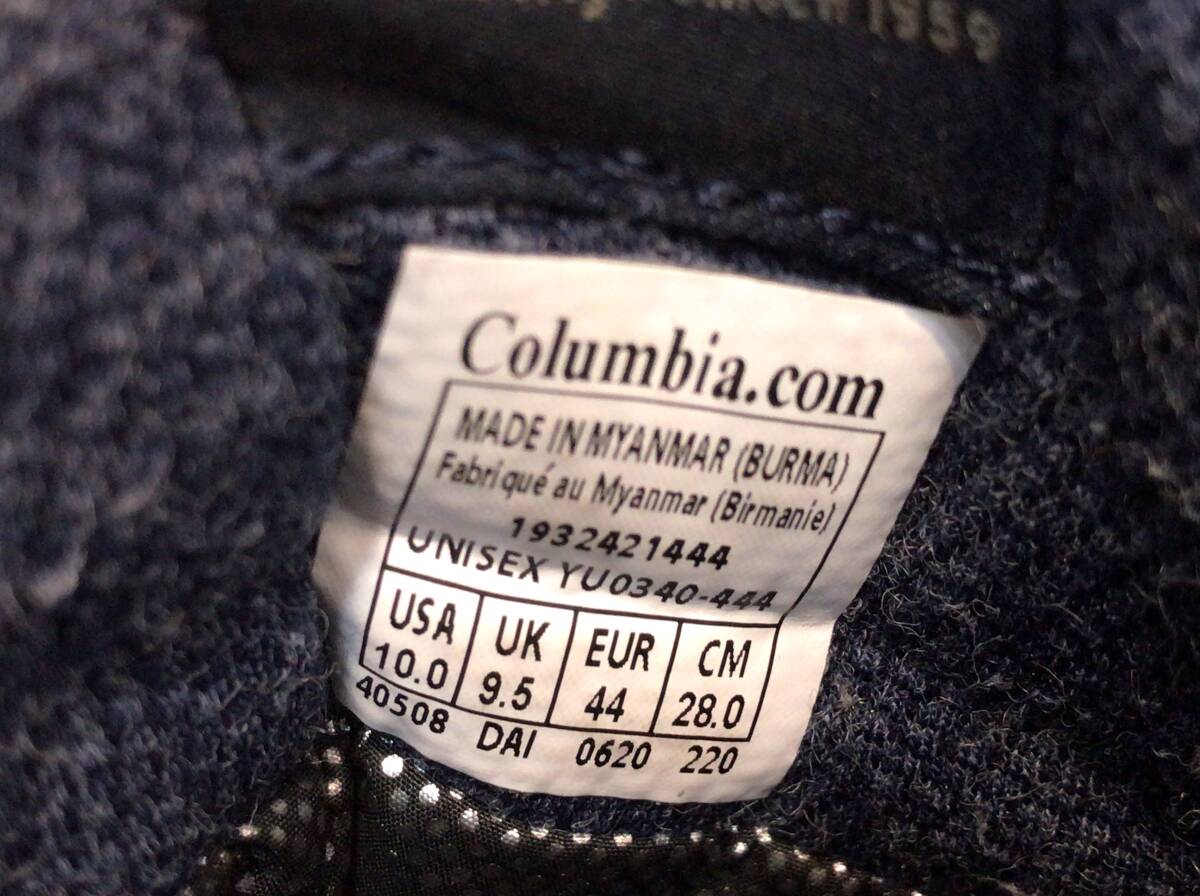 1959
Columbia.com
MADE IN MYANMAR (BURMA)
Fabriqué au Myanmar (Birmanie)
1932421444
UNISEX YU0340-444
USA UK EUR CM
10.0 9.5 44 28.0
40508 DAI 0620 220